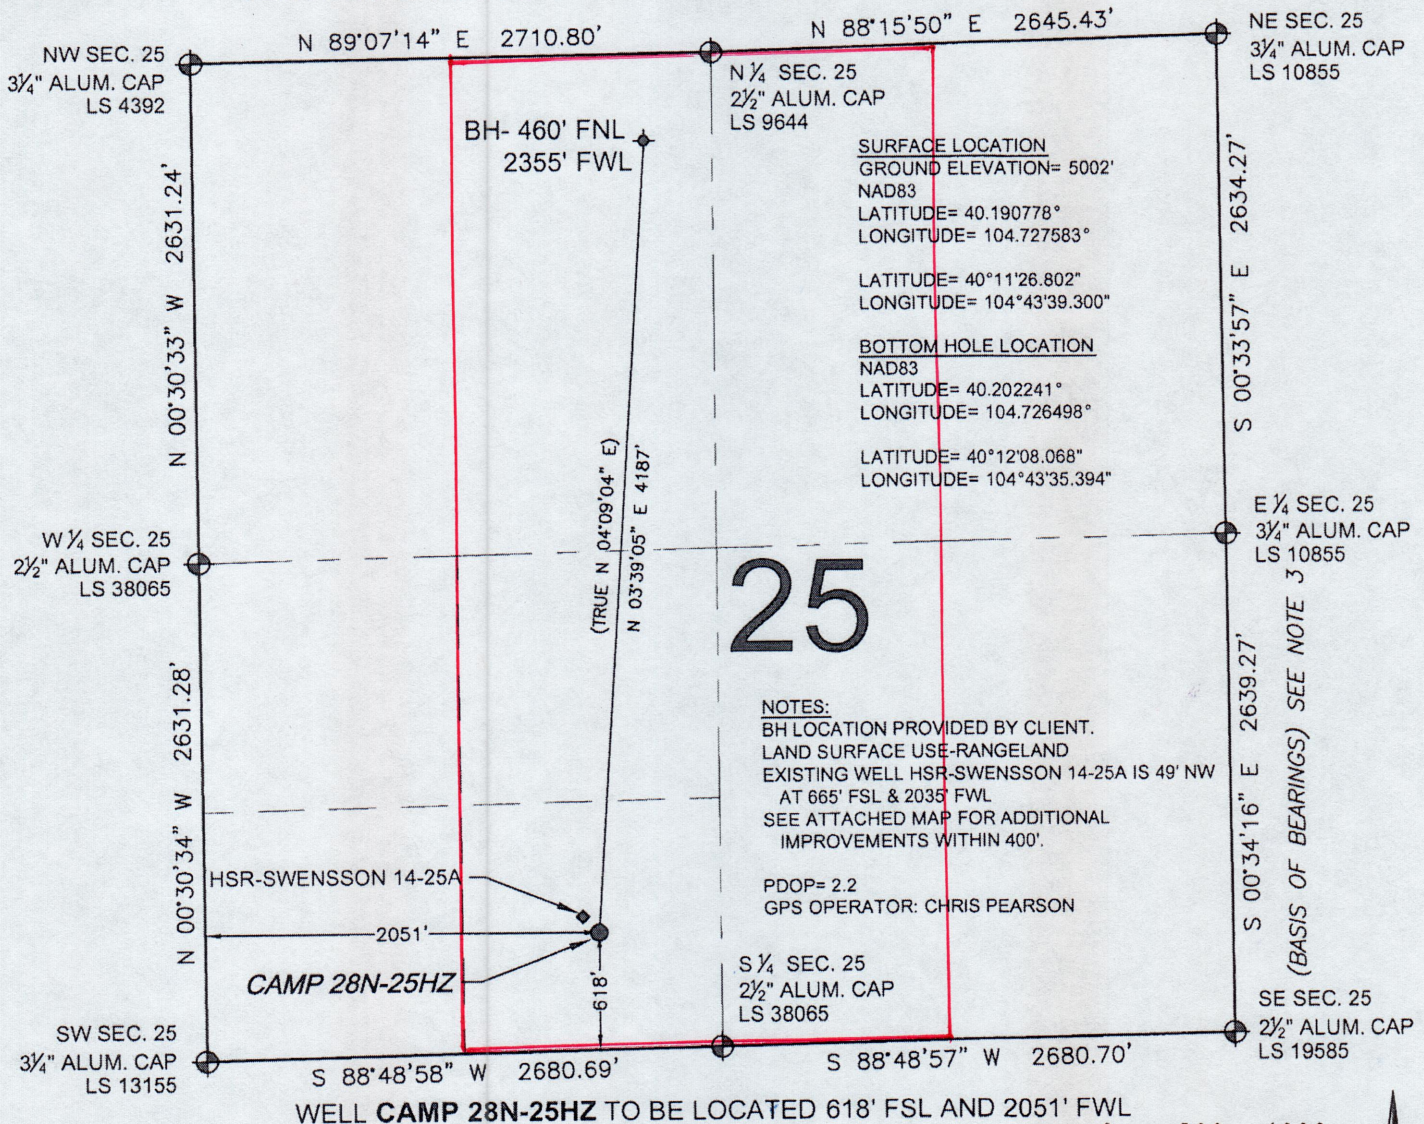 N 89°07'14" E 2710.80'
N 88°15'50" E 2645.43'
NW SEC. 25
3¼" ALUM. CAP
LS 4392
N ¼ SEC. 25
2½" ALUM. CAP
LS 9644
NE SEC. 25
3¼" ALUM. CAP
LS 10855
BH- 460' FNL
2355' FWL
SURFACE LOCATION
GROUND ELEVATION= 5002'
NAD83
LATITUDE= 40.190778°
LONGITUDE= 104.727583°
LATITUDE= 40°11'26.802"
LONGITUDE= 104°43'39.300"
BOTTOM HOLE LOCATION
NAD83
LATITUDE= 40.202241°
LONGITUDE= 104.726498°
LATITUDE= 40°12'08.068"
LONGITUDE= 104°43'35.394"
N 00°30'33" W 2631.24'
S 00°33'57" E 2634.27'
(TRUE N 04°09'04" E)
N 03°39'05" E 4187'
W ¼ SEC. 25
2½" ALUM. CAP
LS 38065
E ¼ SEC. 25
3¼" ALUM. CAP
LS 10855
25
N 00°30'34" W 2631.28'
S 00°34'16" E 2639.27'
(BASIS OF BEARINGS) SEE NOTE 3
NOTES:
BH LOCATION PROVIDED BY CLIENT.
LAND SURFACE USE-RANGELAND
EXISTING WELL HSR-SWENSSON 14-25A IS 49' NW
AT 665' FSL & 2035' FWL
SEE ATTACHED MAP FOR ADDITIONAL
IMPROVEMENTS WITHIN 400'.
PDOP= 2.2
GPS OPERATOR: CHRIS PEARSON
HSR-SWENSSON 14-25A
2051'
CAMP 28N-25HZ
618'
S ¼ SEC. 25
2½" ALUM. CAP
LS 38065
SW SEC. 25
3¼" ALUM. CAP
LS 13155
SE SEC. 25
2½" ALUM. CAP
LS 19585
S 88°48'58" W 2680.69'
S 88°48'57" W 2680.70'
WELL CAMP 28N-25HZ TO BE LOCATED 618' FSL AND 2051' FWL